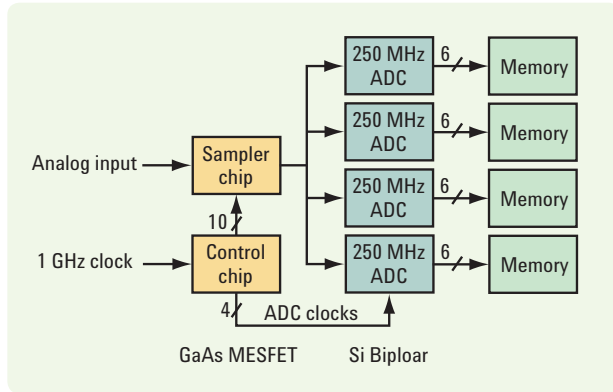 250 MHz
ADC
6
Memory
250 MHz
ADC
6
Memory
Analog input
Sampler
chip
250 MHz
ADC
6
Memory
10
1 GHz clock
Control
chip
250 MHz
ADC
6
Memory
4
ADC clocks
GaAs MESFET
Si Biploar